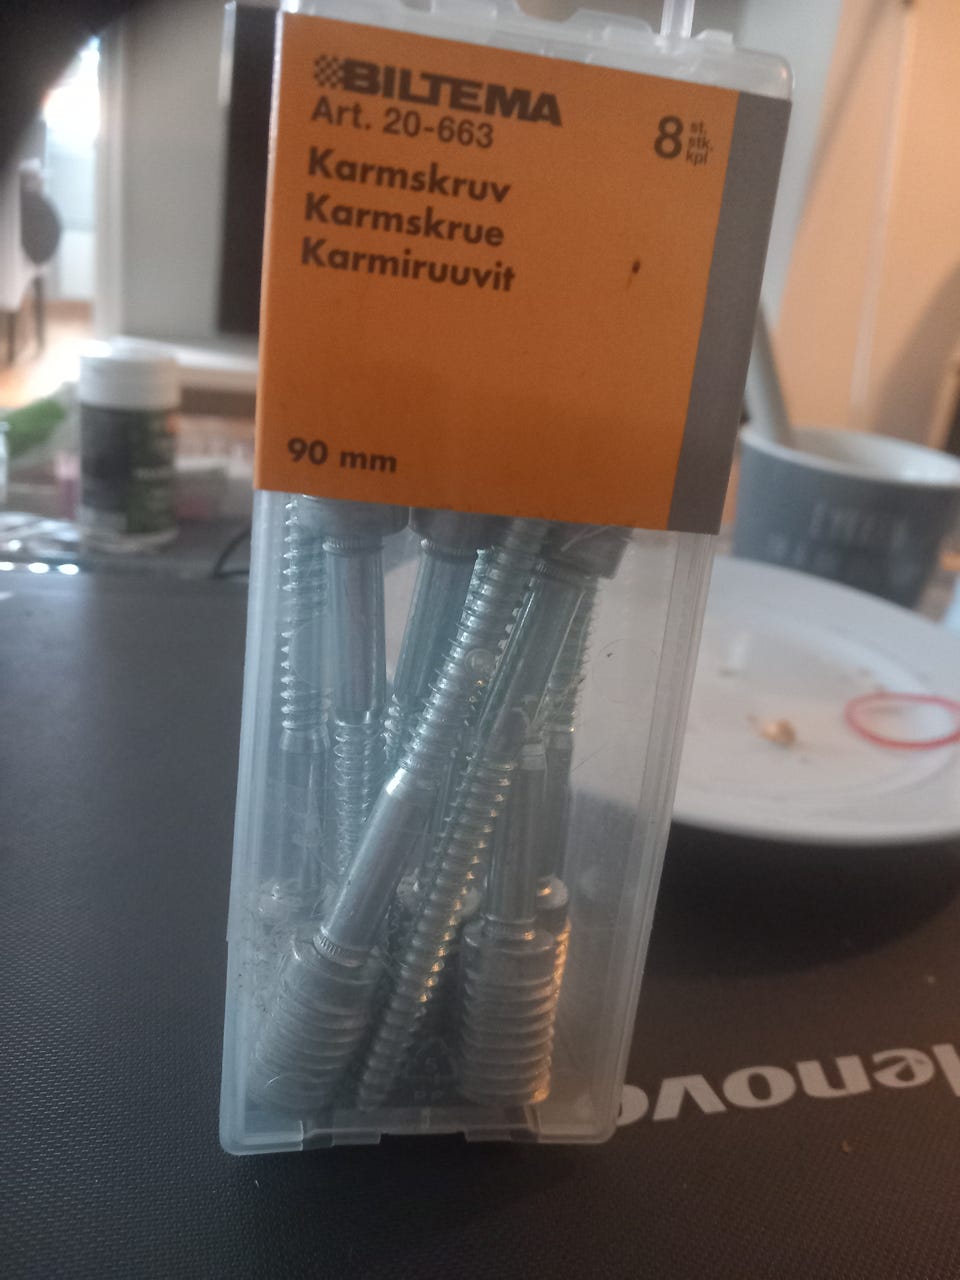 BILTEMA
Art. 20-663
8 st.
stk.
kpl
Karmskruv
Karmskrue
Karmiruuvit
90 mm
lenovo